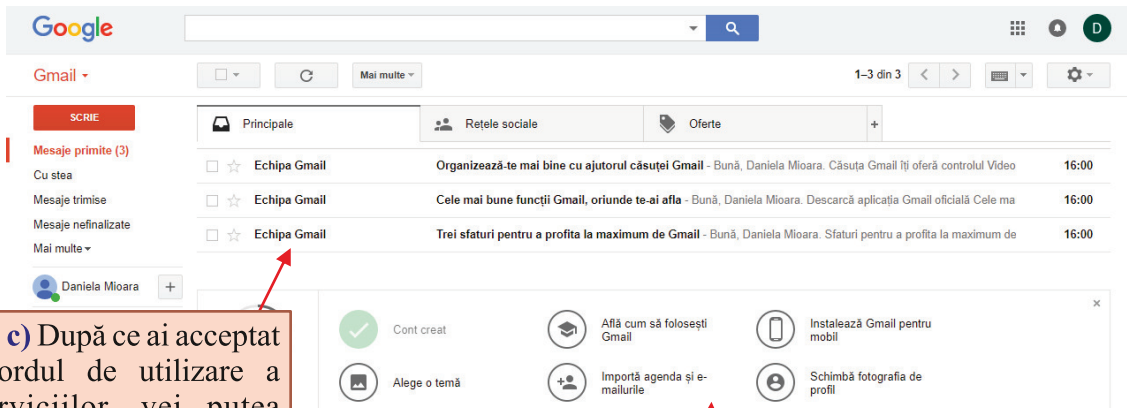 Google
D
Gmail
Mai multe
1–3 din 3
SCRIE
Principale
Rețele sociale
Oferte
+
Mesaje primite (3)
Cu stea
Mesaje trimise
Mesaje nefinalizate
Mai multe
Echipa Gmail Organizează-te mai bine cu ajutorul căsuței Gmail - Bună, Daniela Mioara. Căsuța Gmail îți oferă controlul Video 16:00
Echipa Gmail Cele mai bune funcții Gmail, oriunde te-ai afla - Bună, Daniela Mioara. Descarcă aplicația Gmail oficială Cele ma 16:00
Echipa Gmail Trei sfaturi pentru a profita la maximum de Gmail - Bună, Daniela Mioara. Sfaturi pentru a profita la maximum de 16:00
Daniela Mioara +
c) După ce ai acceptat
ordul de utilizare a
rviciilor, vei putea
Cont creat
Află cum să folosești
Gmail
Instalează Gmail pentru
mobil
×
Alege o temă
Importă agenda și e-
mailurile
Schimbă fotografia de
profil